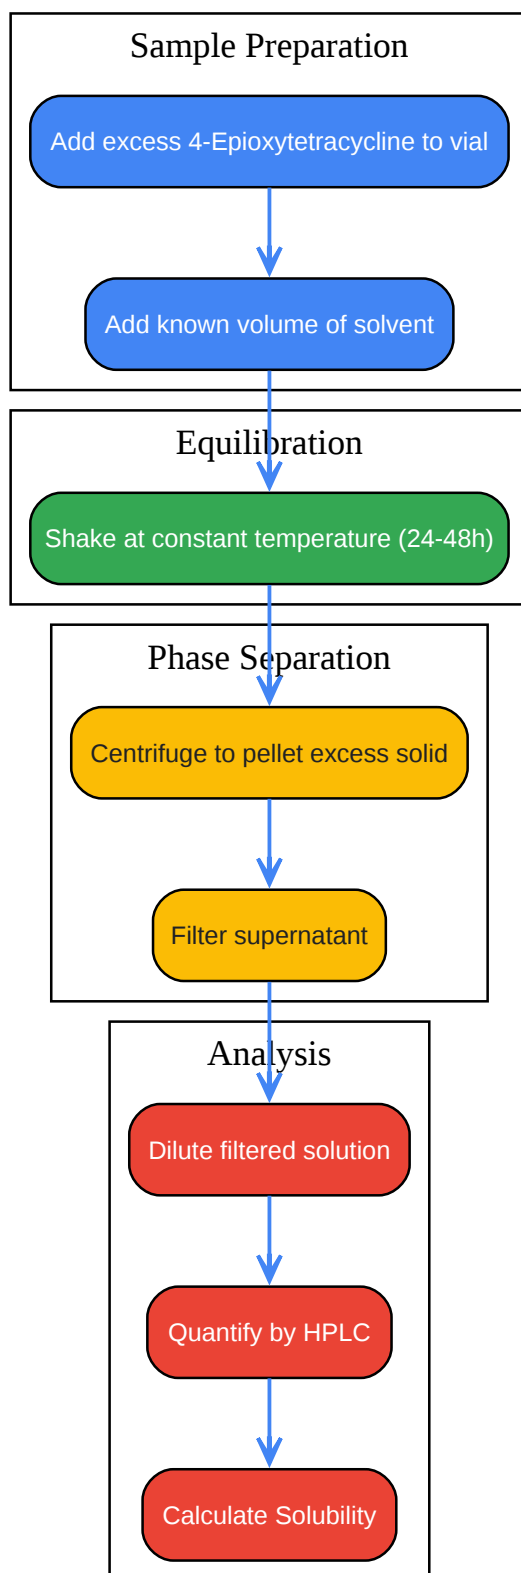 Sample Preparation
Add excess 4-Epioxytetracycline to vial
Add known volume of solvent
Equilibration
Shake at constant temperature (24-48h)
Phase Separation
Centrifuge to pellet excess solid
Filter supernatant
Analysis
Dilute filtered solution
Quantify by HPLC
Calculate Solubility